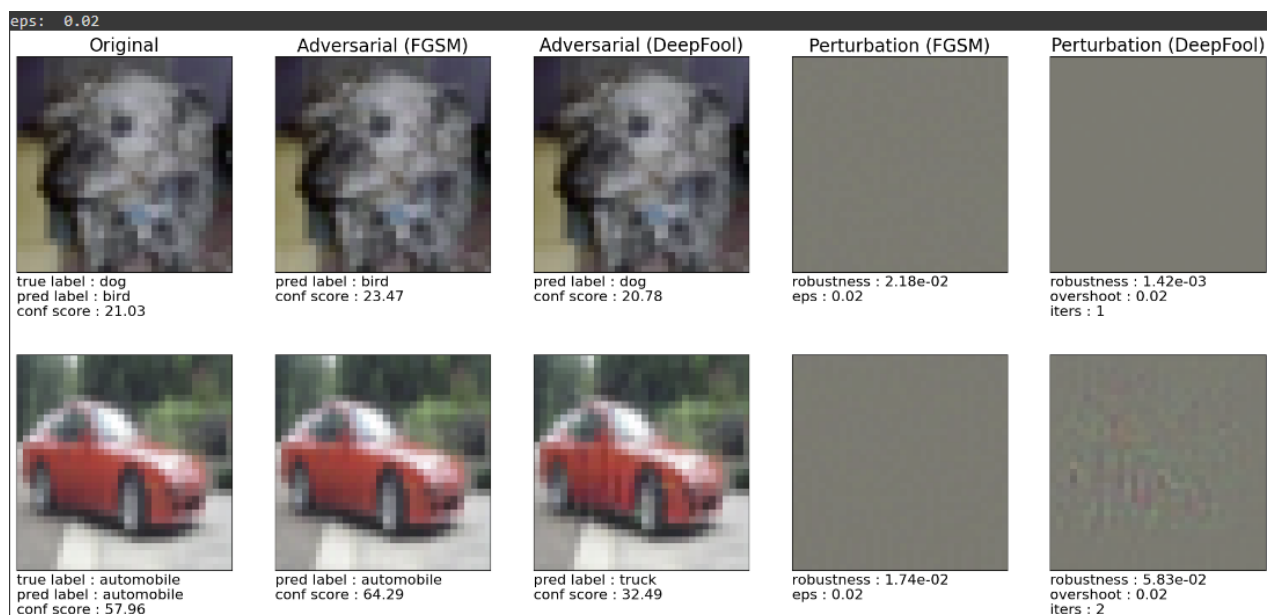 eps:  0.02
Original
Adversarial (FGSM)
Adversarial (DeepFool)
Perturbation (FGSM)
Perturbation (DeepFool)
true label : dog
pred label : bird
conf score : 21.03
pred label : bird
conf score : 23.47
pred label : dog
conf score : 20.78
robustness : 2.18e-02
eps : 0.02
robustness : 1.42e-03
overshoot : 0.02
iters : 1
true label : automobile
pred label : automobile
conf score : 57.96
pred label : automobile
conf score : 64.29
pred label : truck
conf score : 32.49
robustness : 1.74e-02
eps : 0.02
robustness : 5.83e-02
overshoot : 0.02
iters : 2